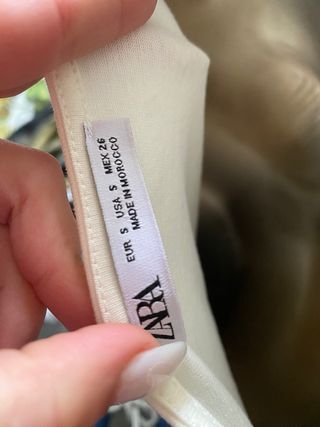 ZARA
EUR S USA S MEX 26
MADE IN MOROCCO